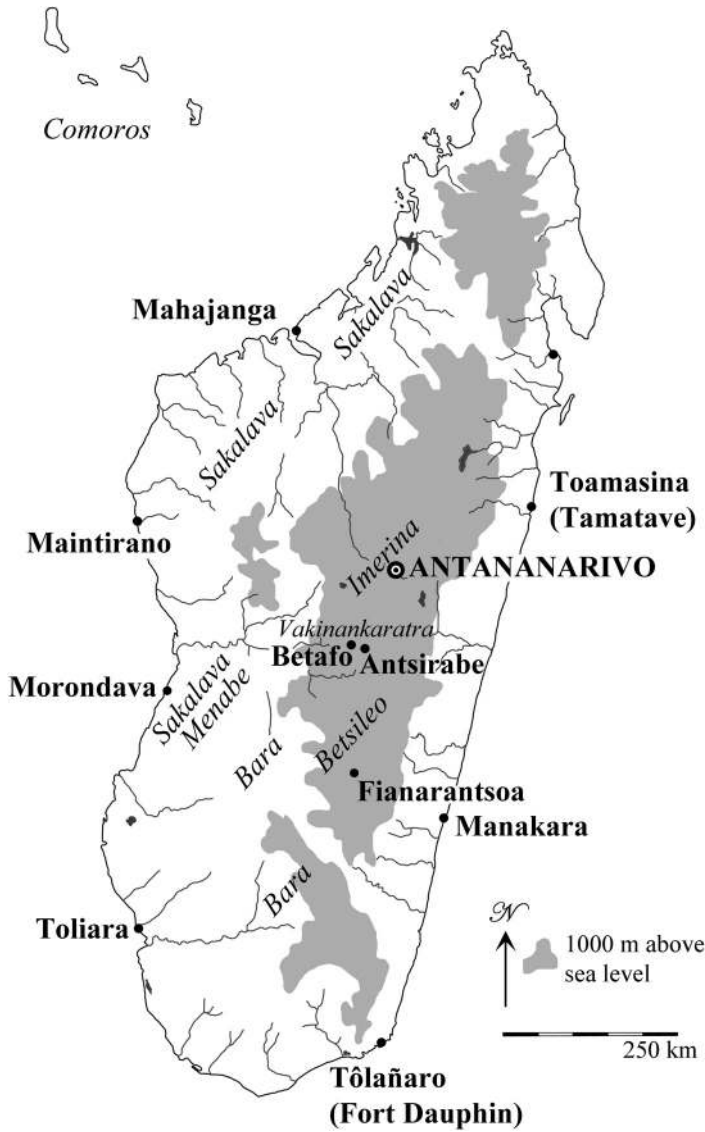 Comoros
Sakalava
Mahajanga
Sakalava
Toamasina
(Tamatave)
Maintirano
Imerina
ANTANANARIVO
Vakinankaratra
Betafo
Antsirabe
Morondava
Sakalava
Menabe
Bara
Betsileo
Fianarantsoa
Manakara
Bara
Toliara
N
1000 m above
sea level
250 km
Tôlañaro
(Fort Dauphin)